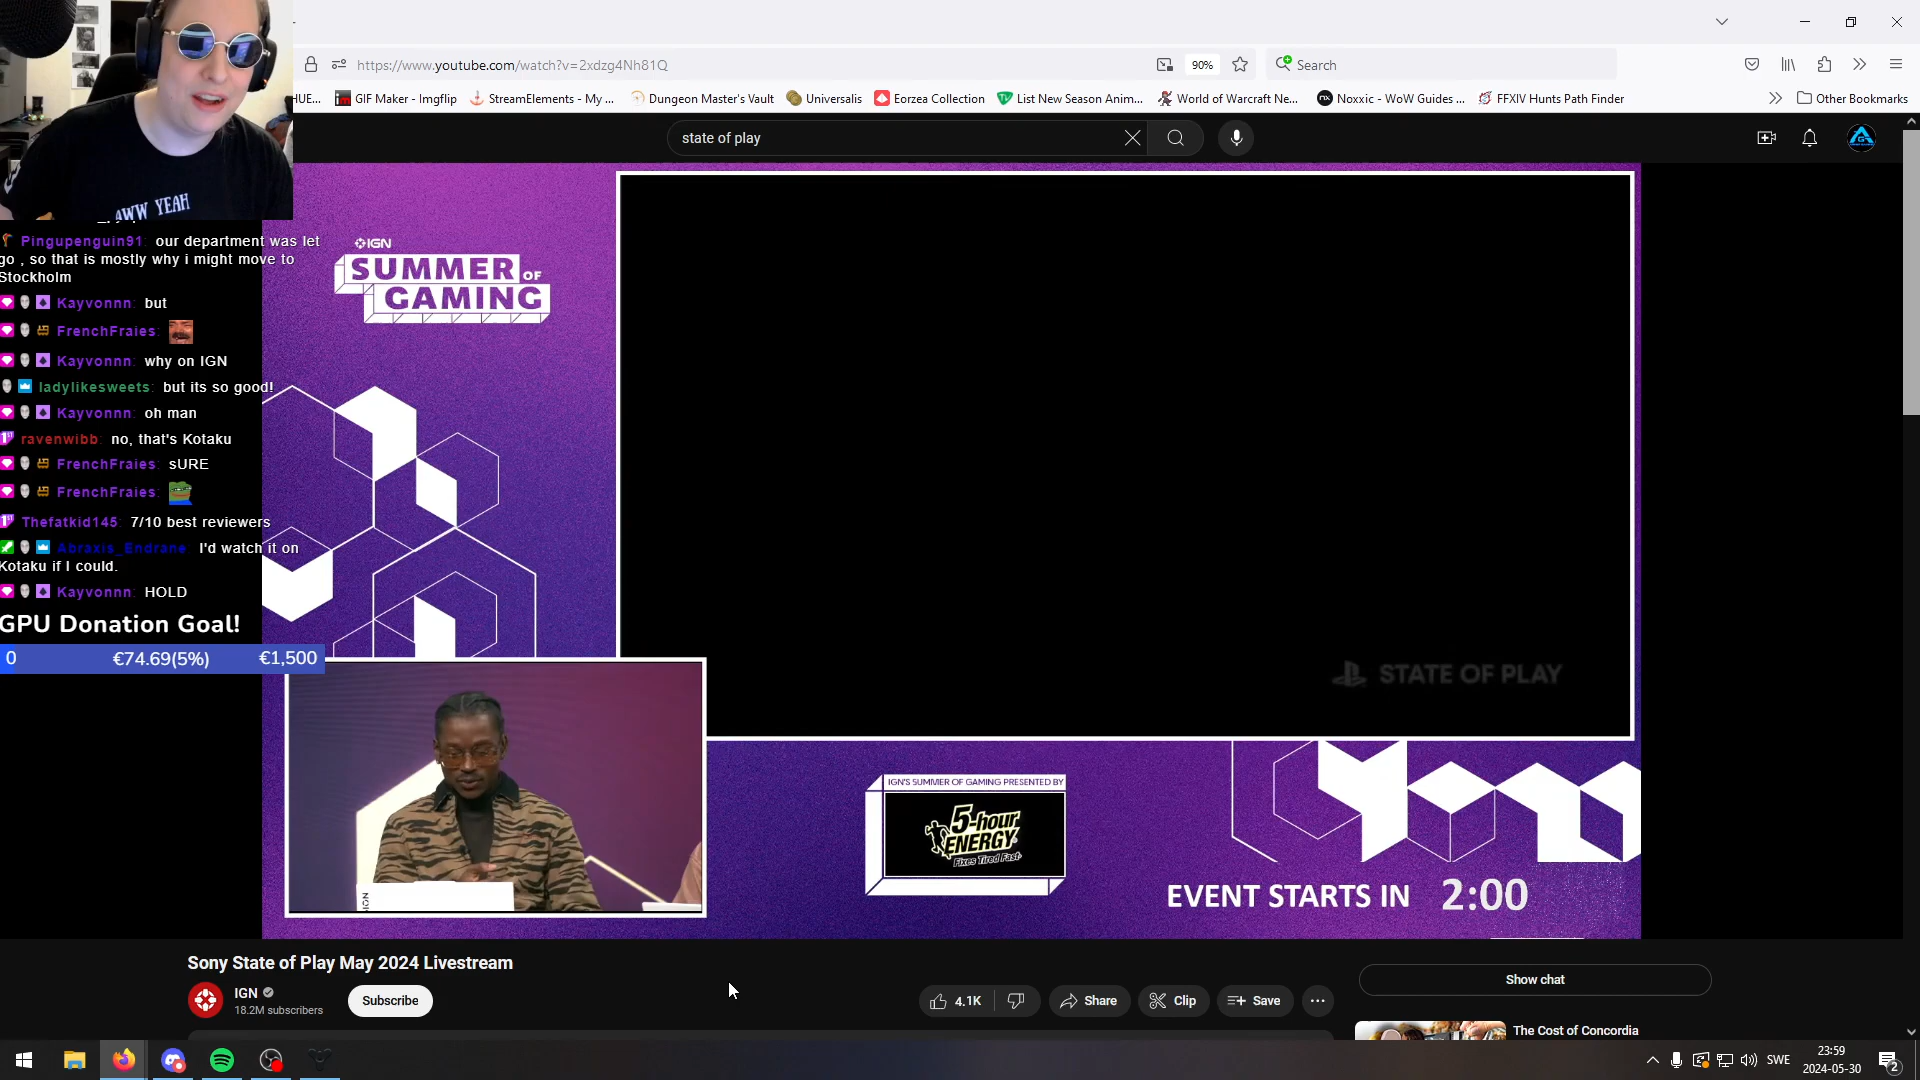 https://www.youtube.com/watch?v=2xdzg4Nh81Q
90%
Search
HUE...
GIF Maker - Imgflip
StreamElements - My ...
Dungeon Master's Vault
Universalis
Eorzea Collection
List New Season Anim...
World of Warcraft Ne...
Noxxic - WoW Guides ...
FFXIV Hunts Path Finder
Other Bookmarks
state of play
AWW YEAH
Pingupenguin91: our department was let
go , so that is mostly why i might move to
Stockholm
Kayvonnn: but
FrenchFraies:
Kayvonnn: why on IGN
ladylikesweets: but its so good!
Kayvonnn: oh man
ravenwibb: no, that's Kotaku
FrenchFraies: sURE
FrenchFraies:
Thefatkid145: 7/10 best reviewers
Abraxis_Endrane: I'd watch it on
Kotaku if I could.
Kayvonnn: HOLD
GPU Donation Goal!
0 €74.69(5%) €1,500
IGN
SUMMER OF
GAMING
STATE OF PLAY
IGN
IGN'S SUMMER OF GAMING PRESENTED BY
5-hour
ENERGY
Fixes Tired Fast
EVENT STARTS IN 2:00
Sony State of Play May 2024 Livestream
IGN
18.2M subscribers
Subscribe
4.1K
Share
Clip
Save
Show chat
The Cost of Concordia
SWE
23:59
2024-05-30
2